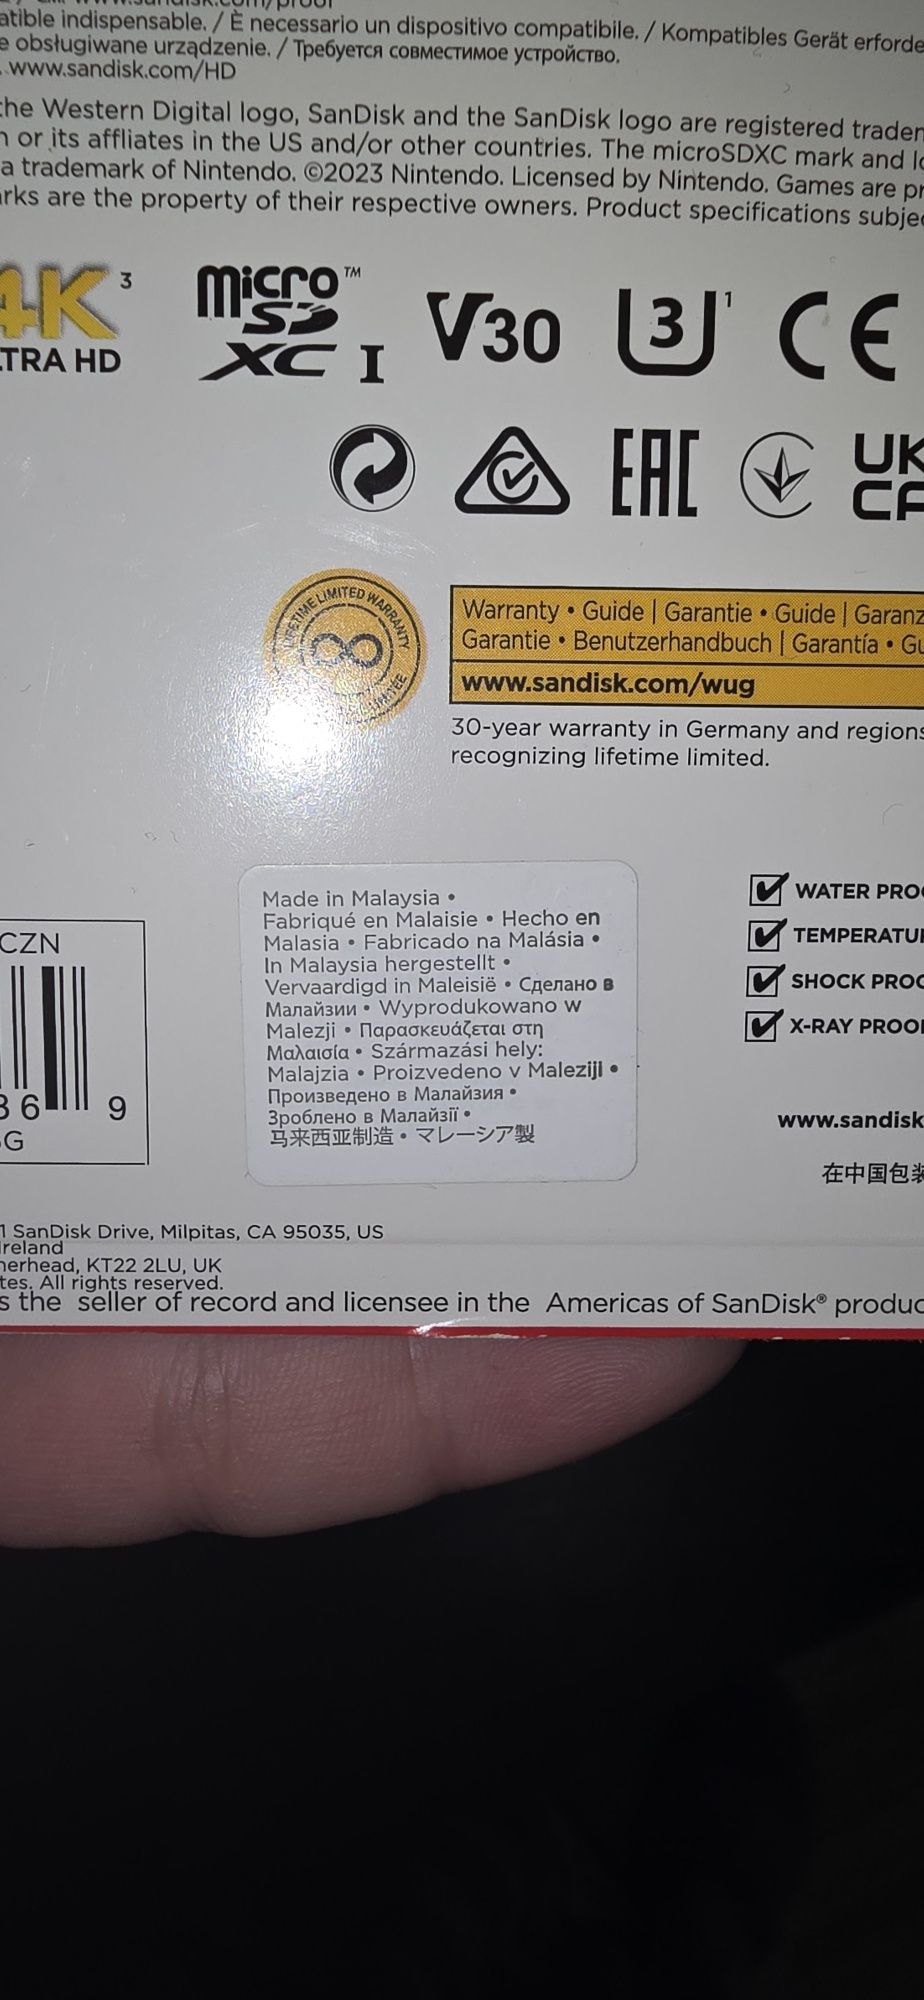 atible indispensable. / È necessario un dispositivo compatibile. / Kompatibles Gerät erforde
e obsługiwane urządzenie. / Требуется совместимое устройство.
www.sandisk.com/HD
the Western Digital logo, SanDisk and the SanDisk logo are registered tradem
n or its affliates in the US and/or other countries. The microSDXC mark and lo
a trademark of Nintendo. ©2023 Nintendo. Licensed by Nintendo. Games are pr
rks are the property of their respective owners. Product specifications subje
4K³
TRA HD
micro™
SD
XC I
V30
U3¹
CE
EAC
UK
CA
LIFETIME LIMITED WARRANTY
Warranty • Guide | Garantie • Guide | Garanz
Garantie • Benutzerhandbuch | Garantía • Gu
www.sandisk.com/wug
30-year warranty in Germany and regions
recognizing lifetime limited.
CZN
36
9
G
Made in Malaysia •
Fabriqué en Malaisie • Hecho en
Malasia • Fabricado na Malásia •
In Malaysia hergestellt •
Vervaardigd in Maleisië • Сделано в
Малайзии • Wyprodukowano w
Malezji • Παρασκευάζεται στη
Μαλαισία • Származási hely:
Malajzia • Proizvedeno v Maleziji •
Произведено в Малайзия •
Зроблено в Малайзії •
马来西亚制造 • マレーシア製
WATER PROO
TEMPERATUR
SHOCK PROO
X-RAY PROOF
www.sandisk
在中国包装
1 SanDisk Drive, Milpitas, CA 95035, US
Ireland
herhead, KT22 2LU, UK
tes. All rights reserved.
s the seller of record and licensee in the Americas of SanDisk® produc